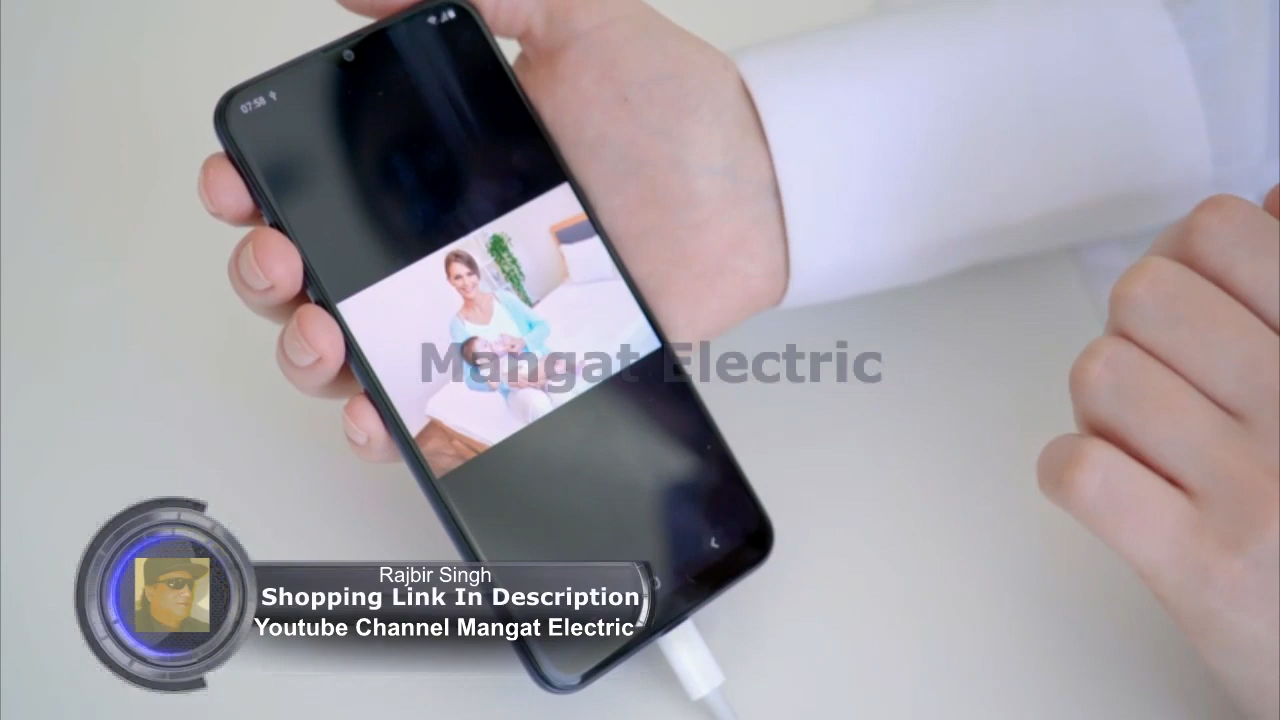 07:58
Mangat Electric
Rajbir Singh
Shopping Link In Description
Youtube Channel Mangat Electric